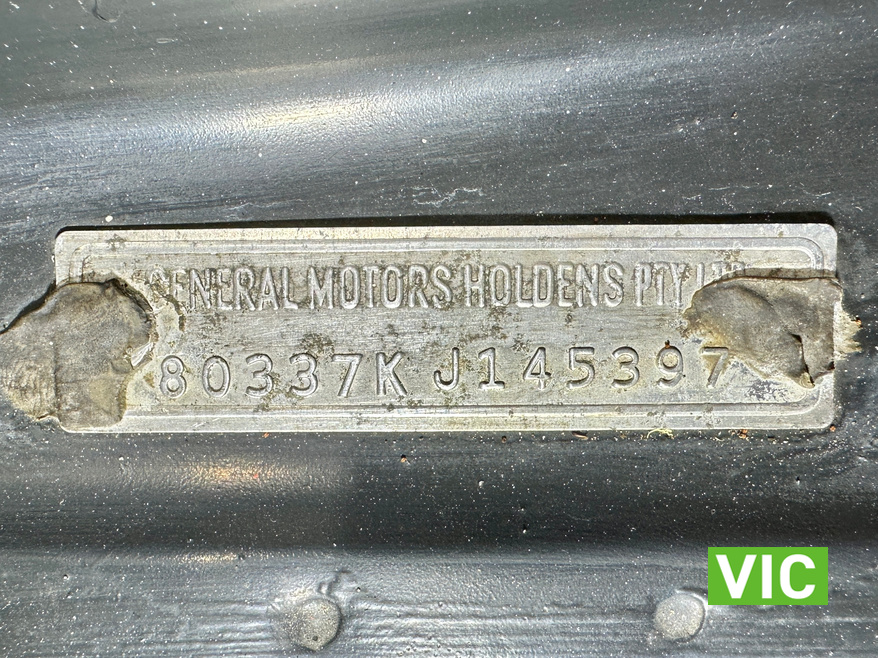 GENERAL MOTORS HOLDENS PTY LTD
80337K J145397
VIC